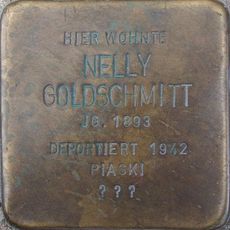 HIER WOHNTE
NELLY
GOLDSCHMITT
JG. 1893
DEPORTIERT 1942
PIASKI
???